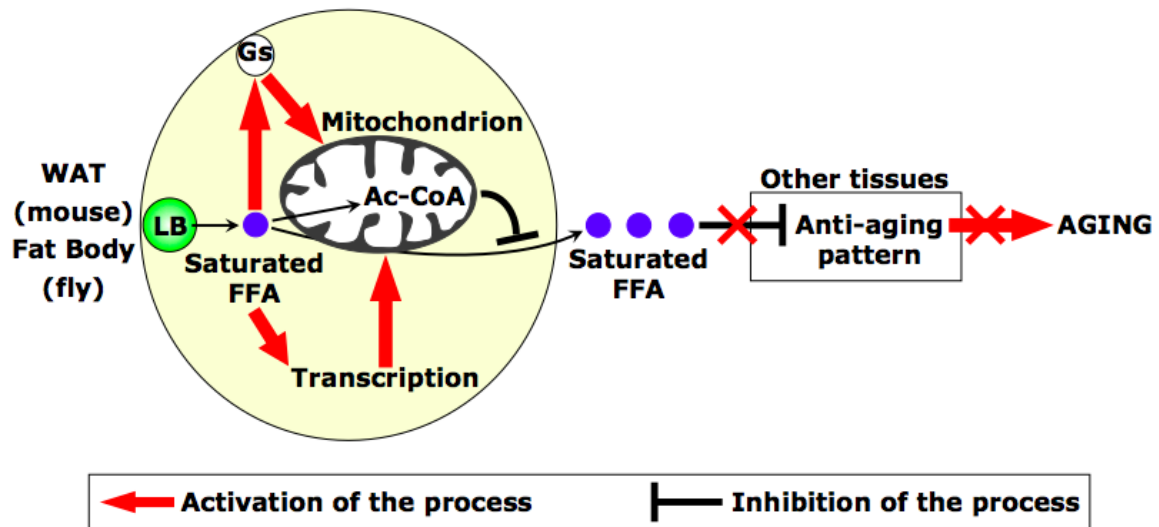 Gs
Mitochondrion
WAT
(mouse)
Fat Body
(fly)
LB
Ac-CoA
Saturated
FFA
Transcription
Saturated
FFA
Other tissues
Anti-aging
pattern
AGING
Activation of the process
Inhibition of the process